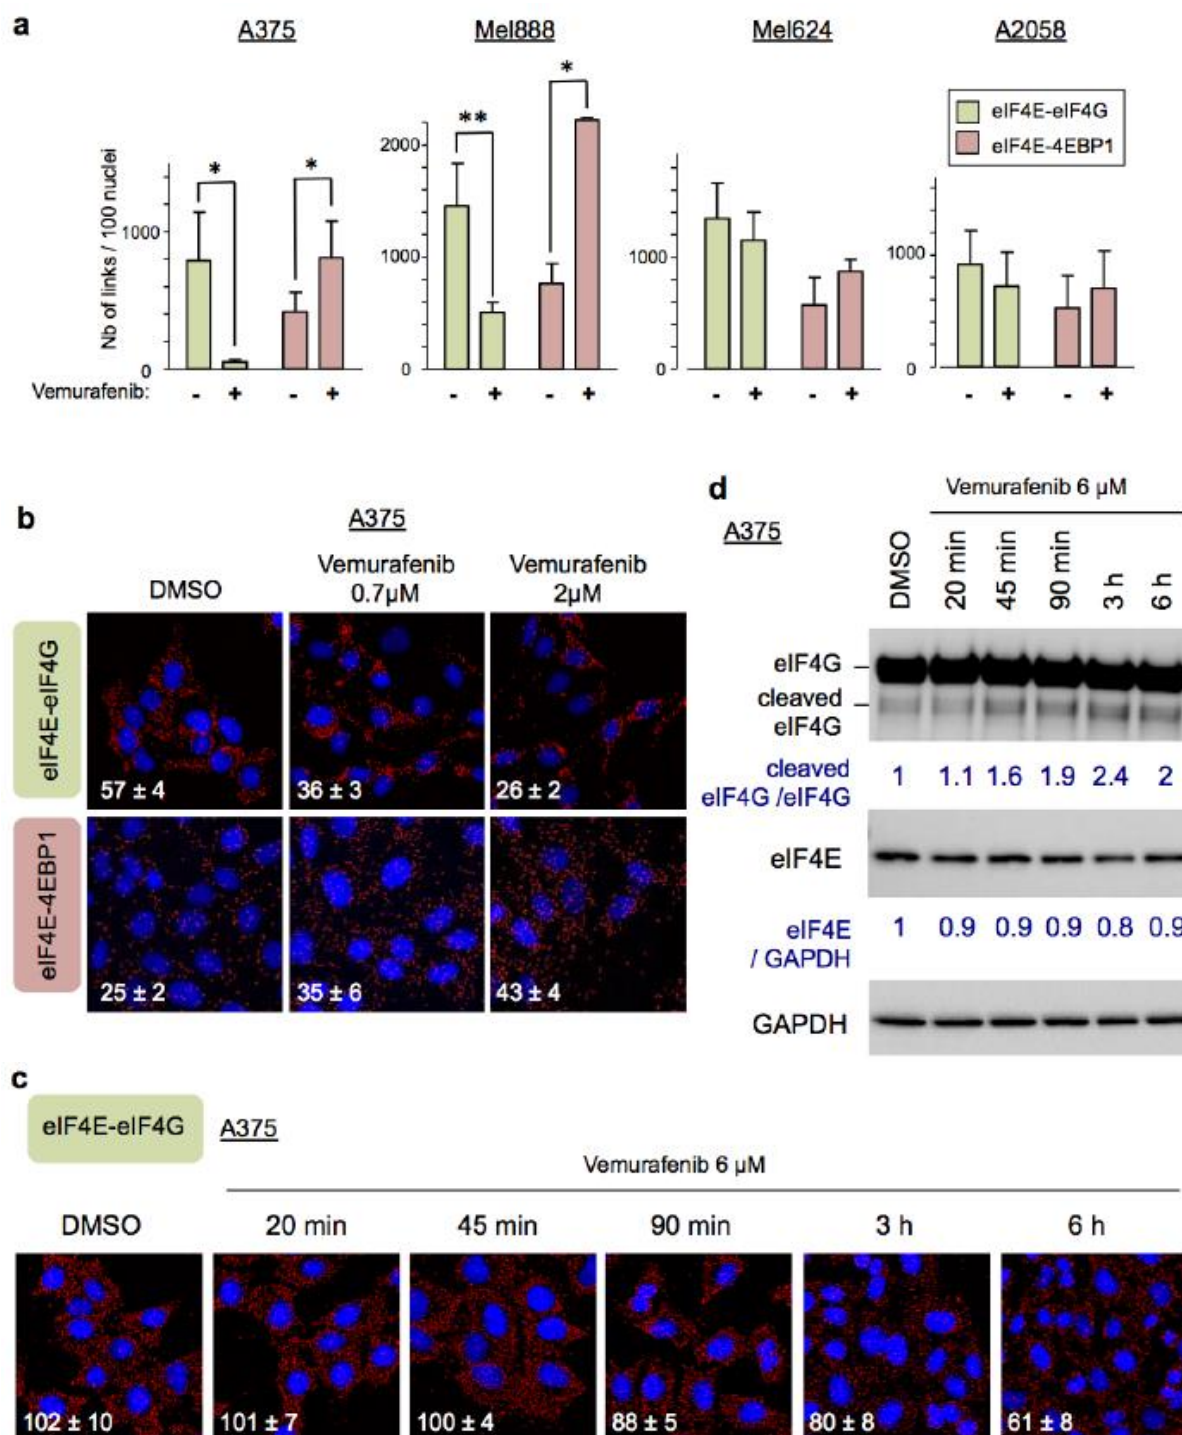 a
A375
Mel888
Mel624
A2058
eIF4E-eIF4G
eIF4E-4EBP1
Nb of links / 100 nuclei
1000
0
*
*
2000
1000
0
**
*
1000
0
1000
0
Vemurafenib: - + - + - + - + - + - + - + - +
b
A375
DMSO
Vemurafenib
0.7µM
Vemurafenib
2µM
eIF4E-eIF4G
57 ± 4
36 ± 3
26 ± 2
eIF4E-4EBP1
25 ± 2
35 ± 6
43 ± 4
d
A375
Vemurafenib 6 µM
DMSO
20 min
45 min
90 min
3 h
6 h
eIF4G
cleaved
eIF4G
cleaved
eIF4G /eIF4G
1 1.1 1.6 1.9 2.4 2
eIF4E
eIF4E
/ GAPDH
1 0.9 0.9 0.9 0.8 0.9
GAPDH
c
eIF4E-eIF4G
A375
Vemurafenib 6 µM
DMSO 20 min 45 min 90 min 3 h 6 h
102 ± 10 101 ± 7 100 ± 4 88 ± 5 80 ± 8 61 ± 8